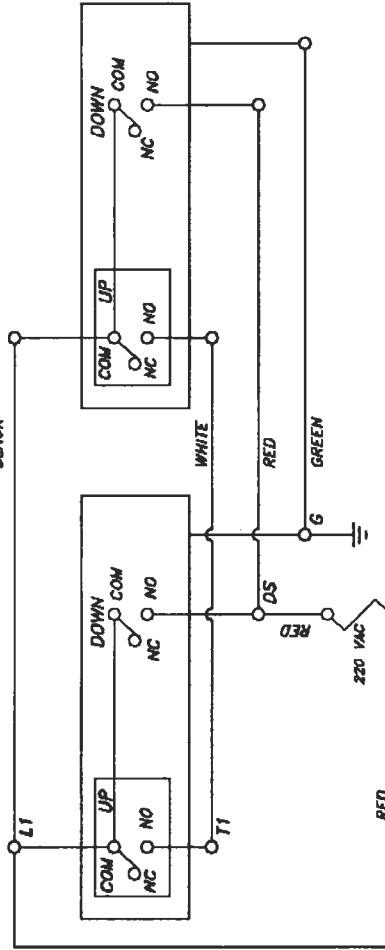 L1
UP
COM
NC
NO
DOWN
COM
NC
NO
T1
WHITE
RED
GREEN
UP
COM
NC
NO
DOWN
COM
NC
NO
DS
G
RED
220 VAC
RED